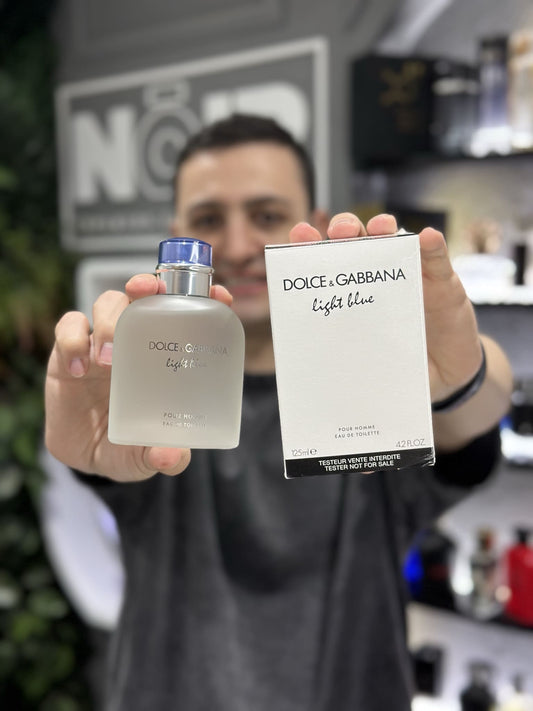 NOIR
DOLCE & GABBANA
light blue
POUR HOMME
EAU DE TOILETTE
DOLCE & GABBANA
light blue
POUR HOMME
EAU DE TOILETTE
125ml ℮ 4.2 FL.OZ.
TESTEUR VENTE INTERDITE
TESTER NOT FOR SALE